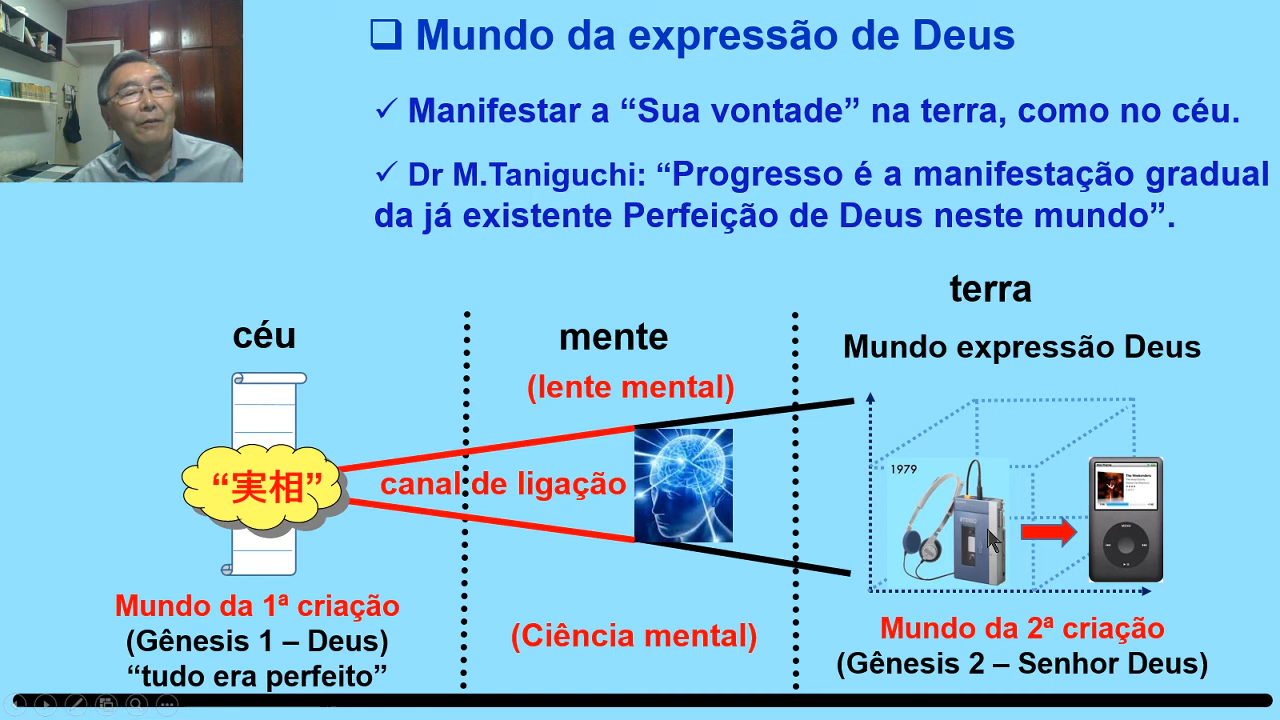 Mundo da expressão de Deus
Manifestar a “Sua vontade” na terra, como no céu.
Dr M.Taniguchi: “Progresso é a manifestação gradual
da já existente Perfeição de Deus neste mundo”.
céu
mente
(lente mental)
terra
Mundo expressão Deus
“実相”
canal de ligação
1979
Mundo da 1ª criação
(Gênesis 1 – Deus)
“tudo era perfeito”
(Ciência mental)
Mundo da 2ª criação
(Gênesis 2 – Senhor Deus)